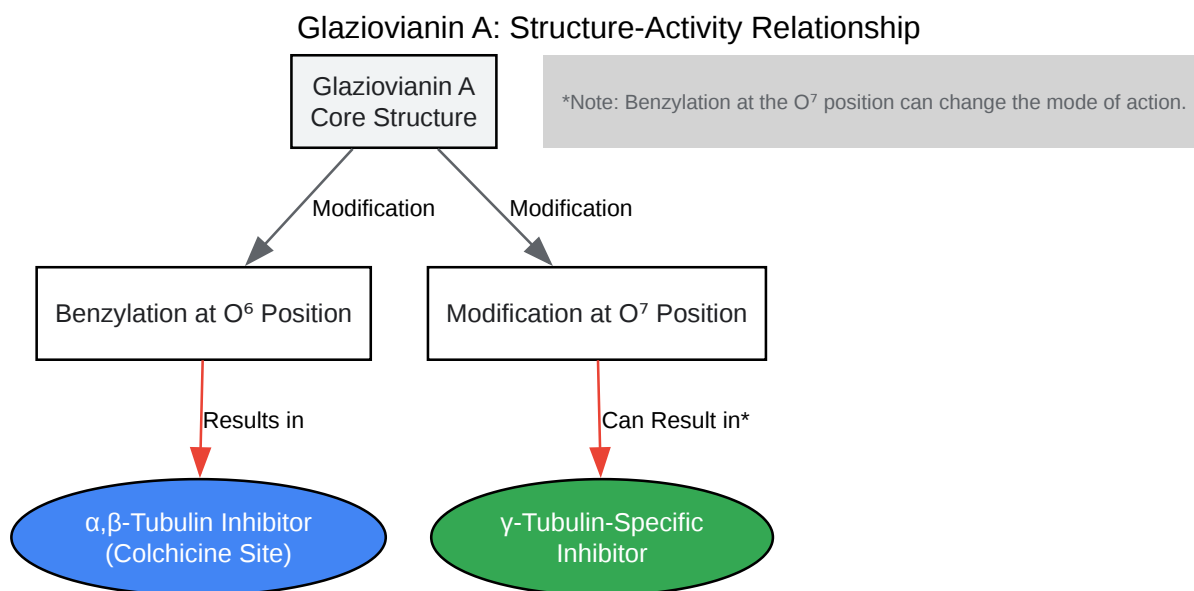 Glaziovianin A: Structure-Activity Relationship
Glaziovianin A
Core Structure
*Note: Benzylation at the O⁷ position can change the mode of action.
Modification
Modification
Benzylation at O⁶ Position
Modification at O⁷ Position
Results in
Can Result in*
α,β-Tubulin Inhibitor
(Colchicine Site)
γ-Tubulin-Specific
Inhibitor